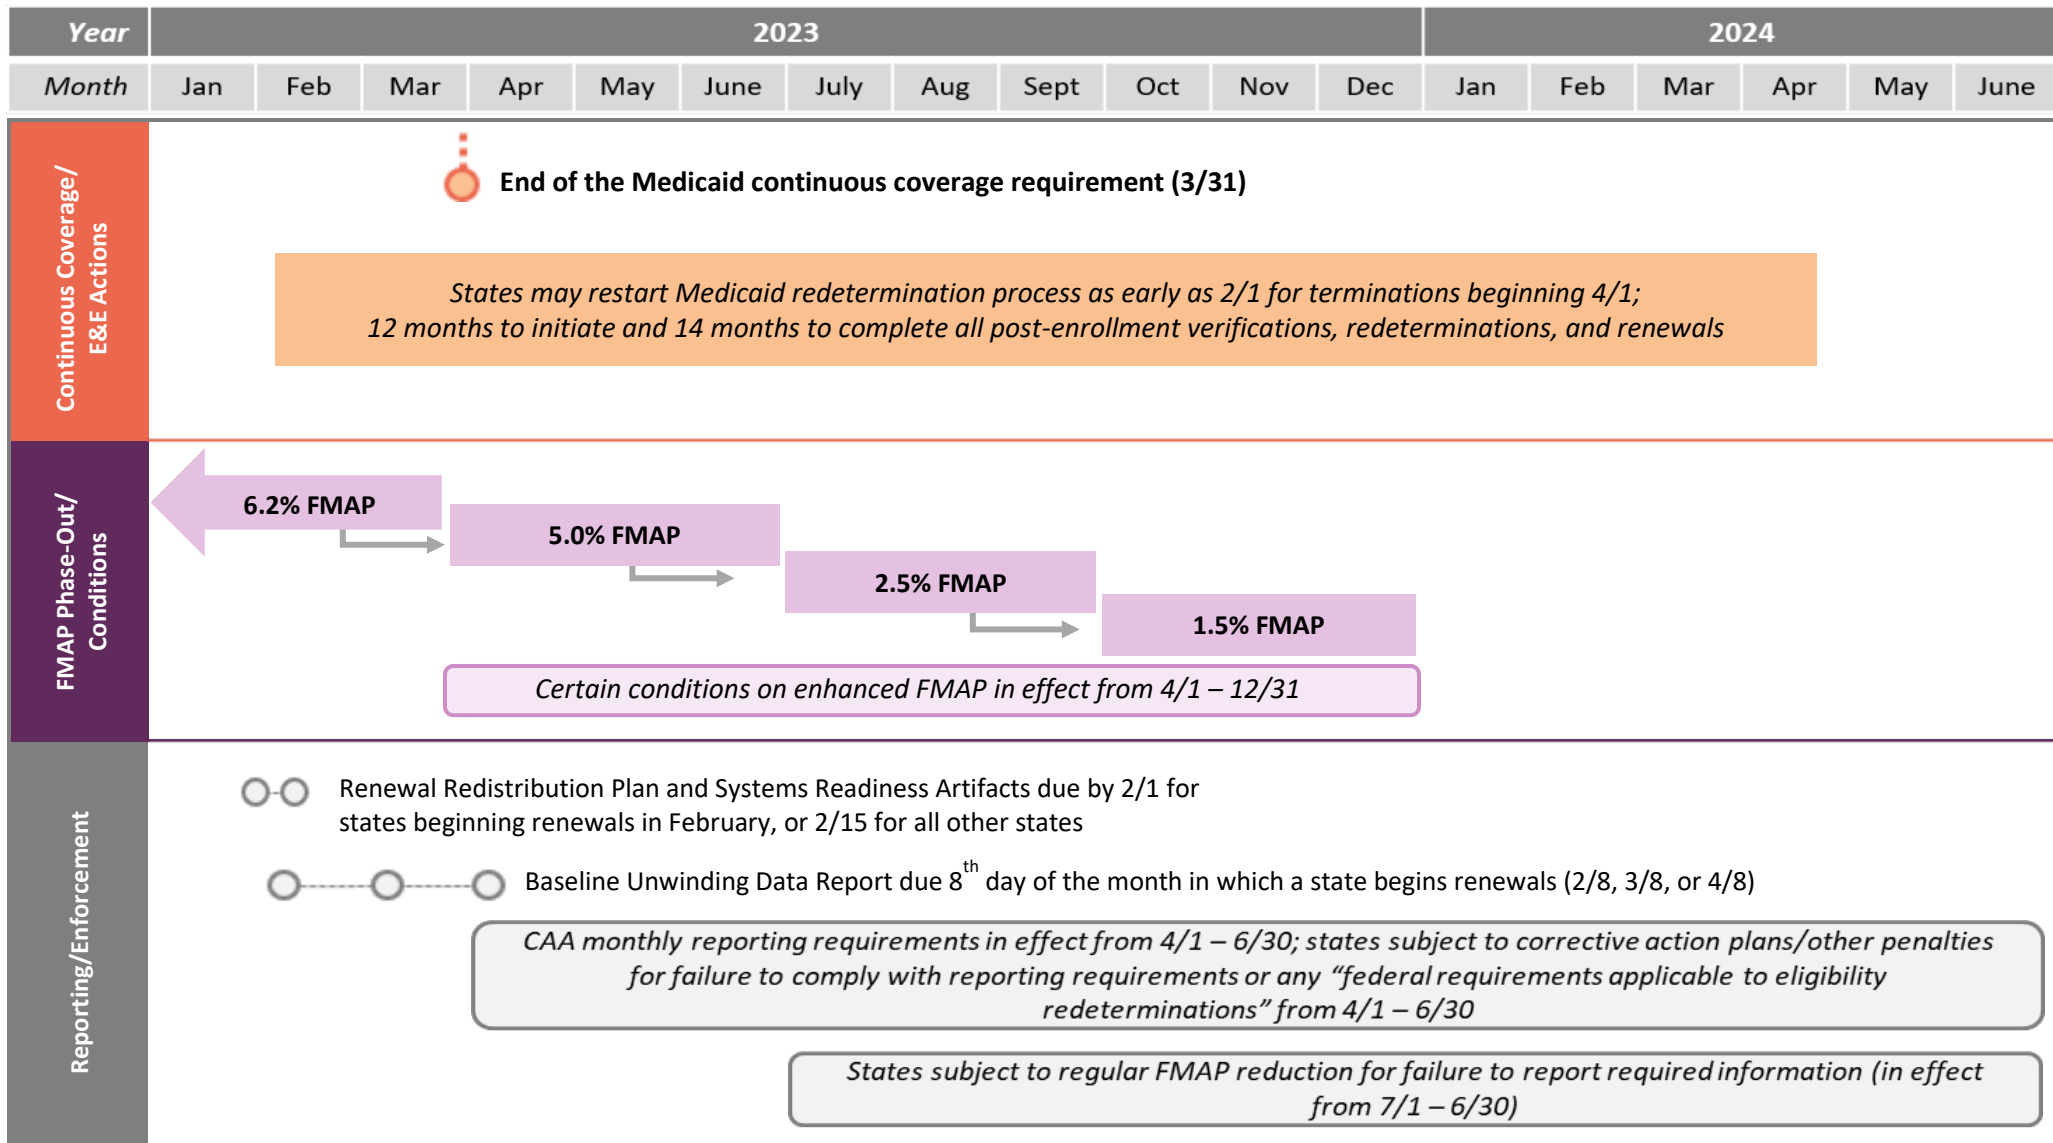 Year 2023 2024
Month Jan Feb Mar Apr May June July Aug Sept Oct Nov Dec Jan Feb Mar Apr May June
Continuous Coverage/
E&E Actions
End of the Medicaid continuous coverage requirement (3/31)
States may restart Medicaid redetermination process as early as 2/1 for terminations beginning 4/1;
12 months to initiate and 14 months to complete all post-enrollment verifications, redeterminations, and renewals
FMAP Phase-Out/
Conditions
6.2% FMAP
5.0% FMAP
2.5% FMAP
1.5% FMAP
Certain conditions on enhanced FMAP in effect from 4/1 – 12/31
Reporting/Enforcement
Renewal Redistribution Plan and Systems Readiness Artifacts due by 2/1 for
states beginning renewals in February, or 2/15 for all other states
Baseline Unwinding Data Report due 8th day of the month in which a state begins renewals (2/8, 3/8, or 4/8)
CAA monthly reporting requirements in effect from 4/1 – 6/30; states subject to corrective action plans/other penalties
for failure to comply with reporting requirements or any “federal requirements applicable to eligibility
redeterminations” from 4/1 – 6/30
States subject to regular FMAP reduction for failure to report required information (in effect
from 7/1 – 6/30)